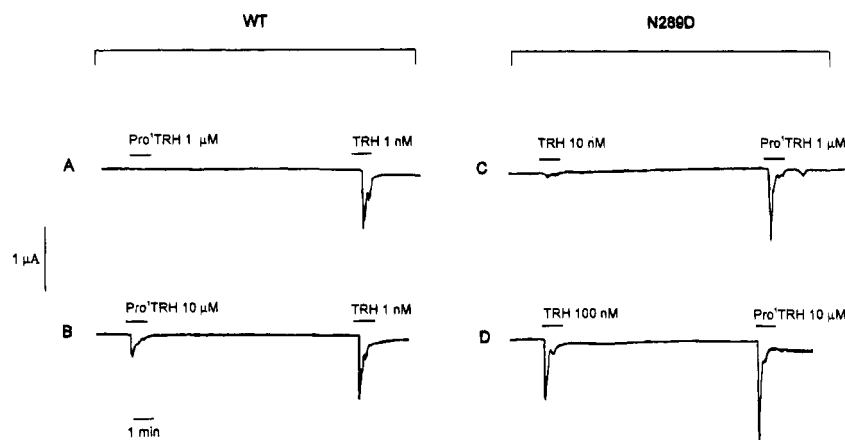 WT
N289D
Pro¹TRH 1 μM
TRH 1 nM
A
TRH 10 nM
Pro¹TRH 1 μM
C
1 μA
Pro¹TRH 10 μM
TRH 1 nM
B
TRH 100 nM
Pro¹TRH 10 μM
D
1 min